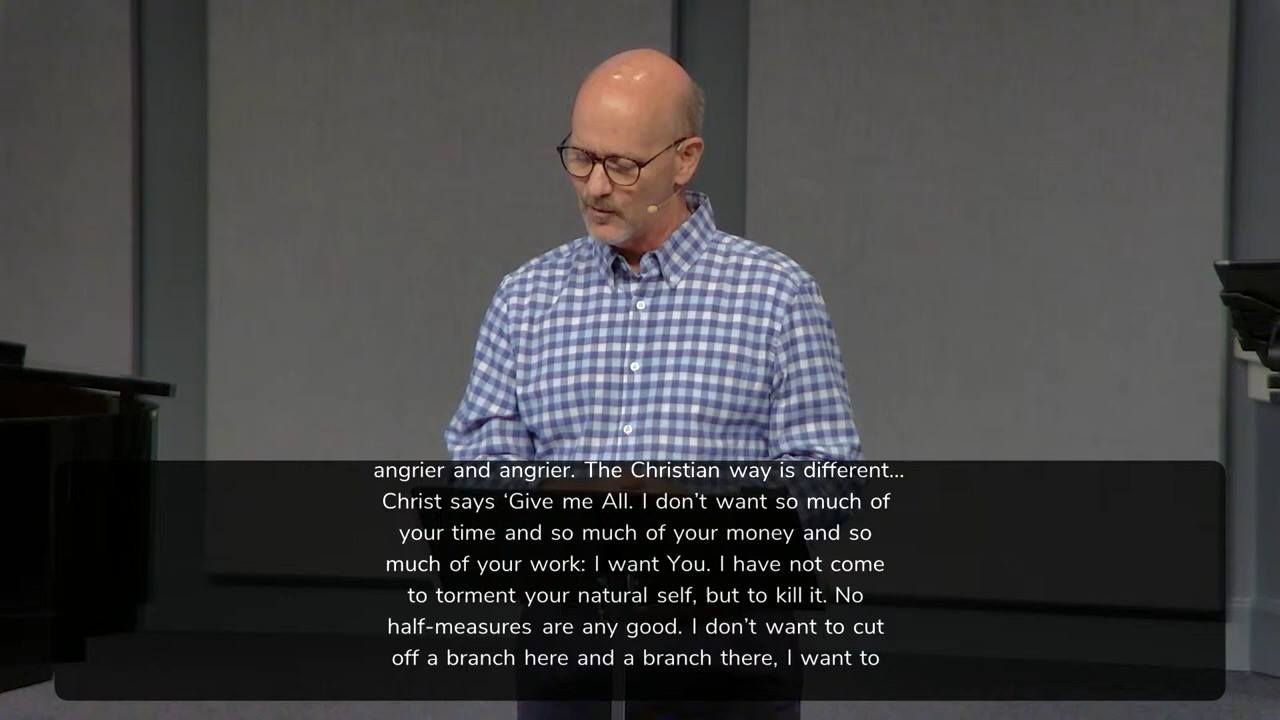 angrier and angrier. The Christian way is different...
Christ says ‘Give me All. I don’t want so much of
your time and so much of your money and so
much of your work: I want You. I have not come
to torment your natural self, but to kill it. No
half-measures are any good. I don’t want to cut
off a branch here and a branch there, I want to